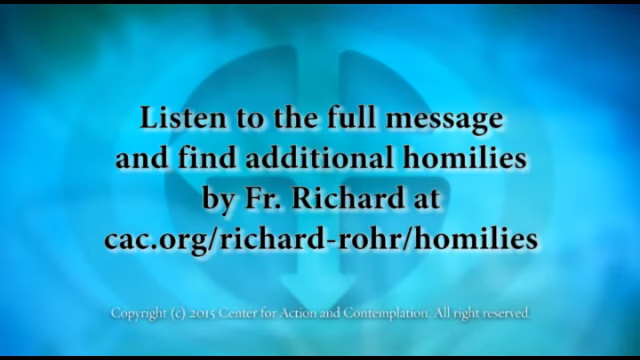 Listen to the full message
and find additional homilies
by Fr. Richard at
cac.org/richard-rohr/homilies
Copyright (c) 2015 Center for Action and Contemplation. All right reserved